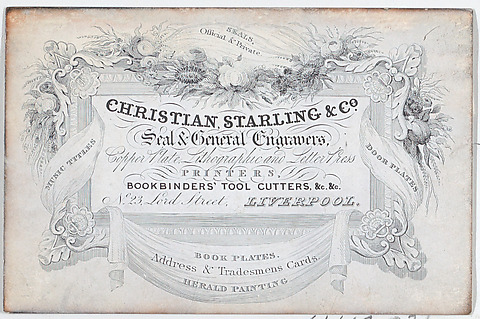 SEALS,
Official & Private
CHRISTIAN, STARLING & Co.
Seal & General Engravers,
Copper Plate, Lithographic and Letter Press
PRINTERS,
BOOKBINDERS' TOOL CUTTERS, &c. &c.
No. 23, Lord Street, LIVERPOOL.
MUSIC TITLES
DOOR PLATES
BOOK PLATES.
Address & Tradesmens Cards.
HERALD PAINTING